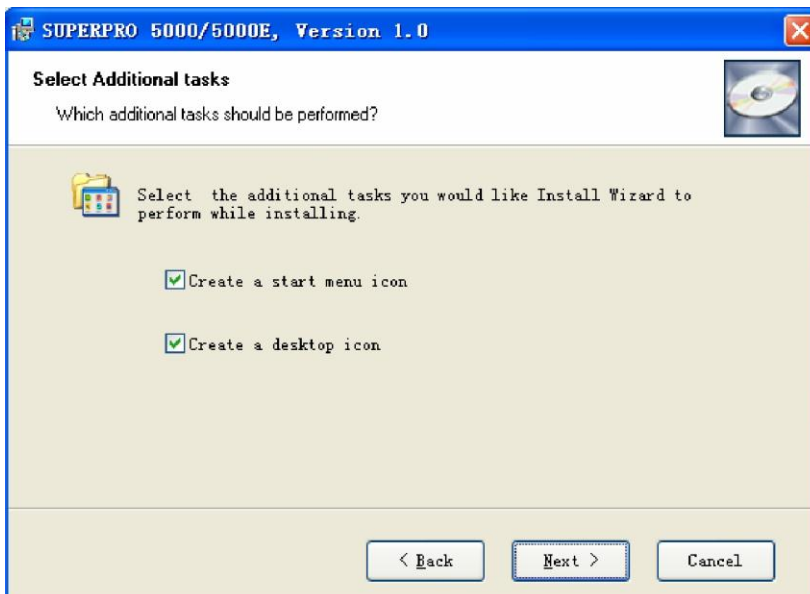 SUPERPRO 5000/5000E, Version 1.0
Select Additional tasks
Which additional tasks should be performed?
Select the additional tasks you would like Install Wizard to
perform while installing.
Create a start menu icon
Create a desktop icon
< Back
Next >
Cancel